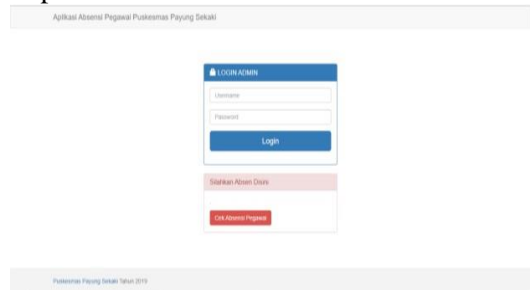 Aplikasi Absensi Pegawai Puskesmas Payung Sekaki
LOGIN ADMIN
Username
Password
Login
Silahkan Absen Disini
Cek Absensi Pegawai
Puskesmas Payung Sekaki Tahun 2019